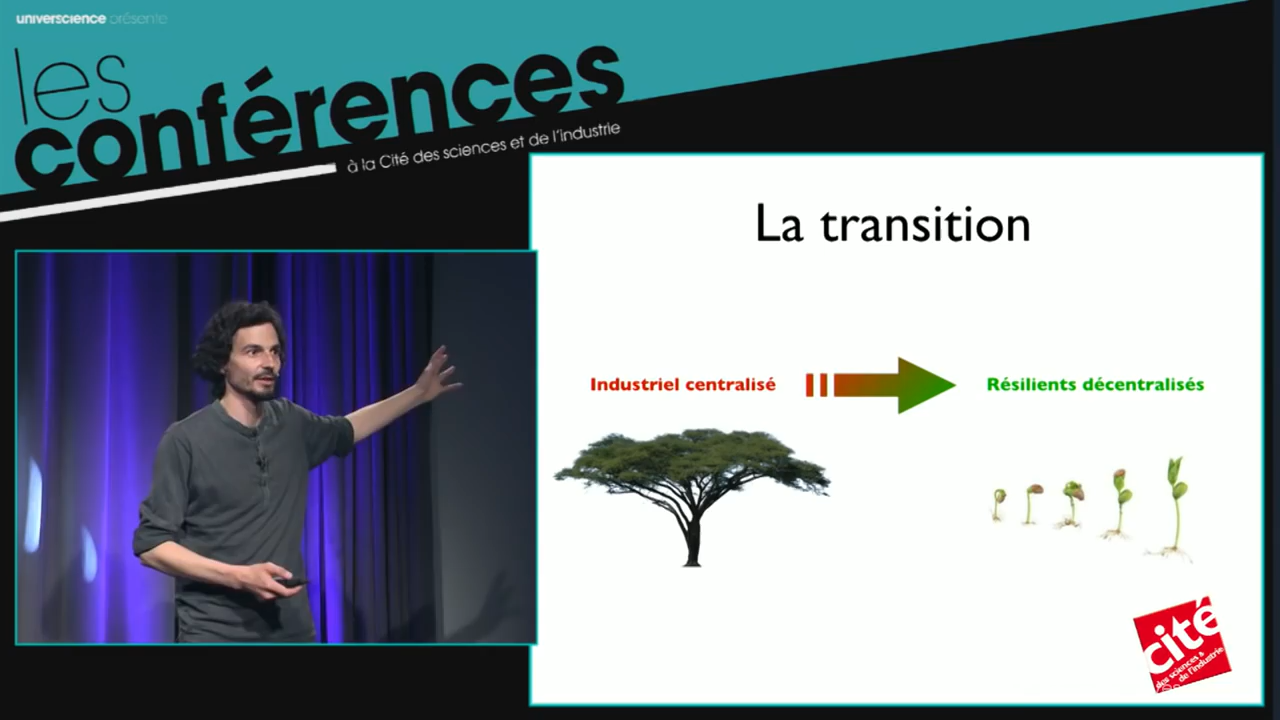 universcience présente
les
conférences
à la Cité des sciences et de l'industrie
La transition
Industriel centralisé
Résilients décentralisés
cité
des sciences &
de l'industrie